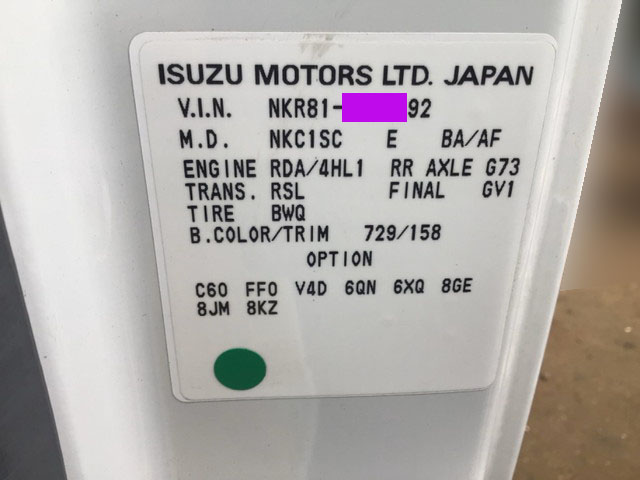 ISUZU MOTORS LTD. JAPAN
V.I.N. NKR81- 92
M.D. NKC1SC E BA/AF
ENGINE RDA/4HL1 RR AXLE G73
TRANS. RSL FINAL GV1
TIRE BWQ
B.COLOR/TRIM 729/158
OPTION
C60 FF0 V4D 6QN 6XQ 8GE
8JM 8KZ